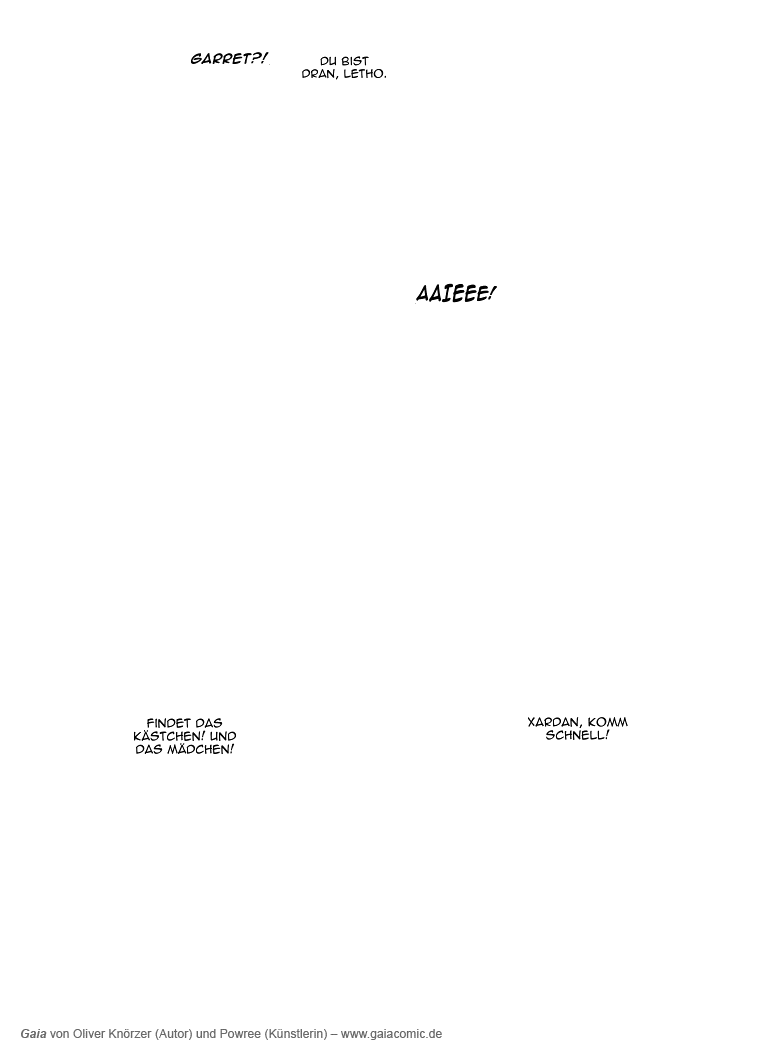 GARRET?!
DU BIST
DRAN, LETHO.
AAIEEE!
FINDET DAS
KÄSTCHEN! UND
DAS MÄDCHEN!
XARDAN, KOMM
SCHNELL!
Gaia von Oliver Knörzer (Autor) und Powree (Künstlerin) – www.gaiacomic.de